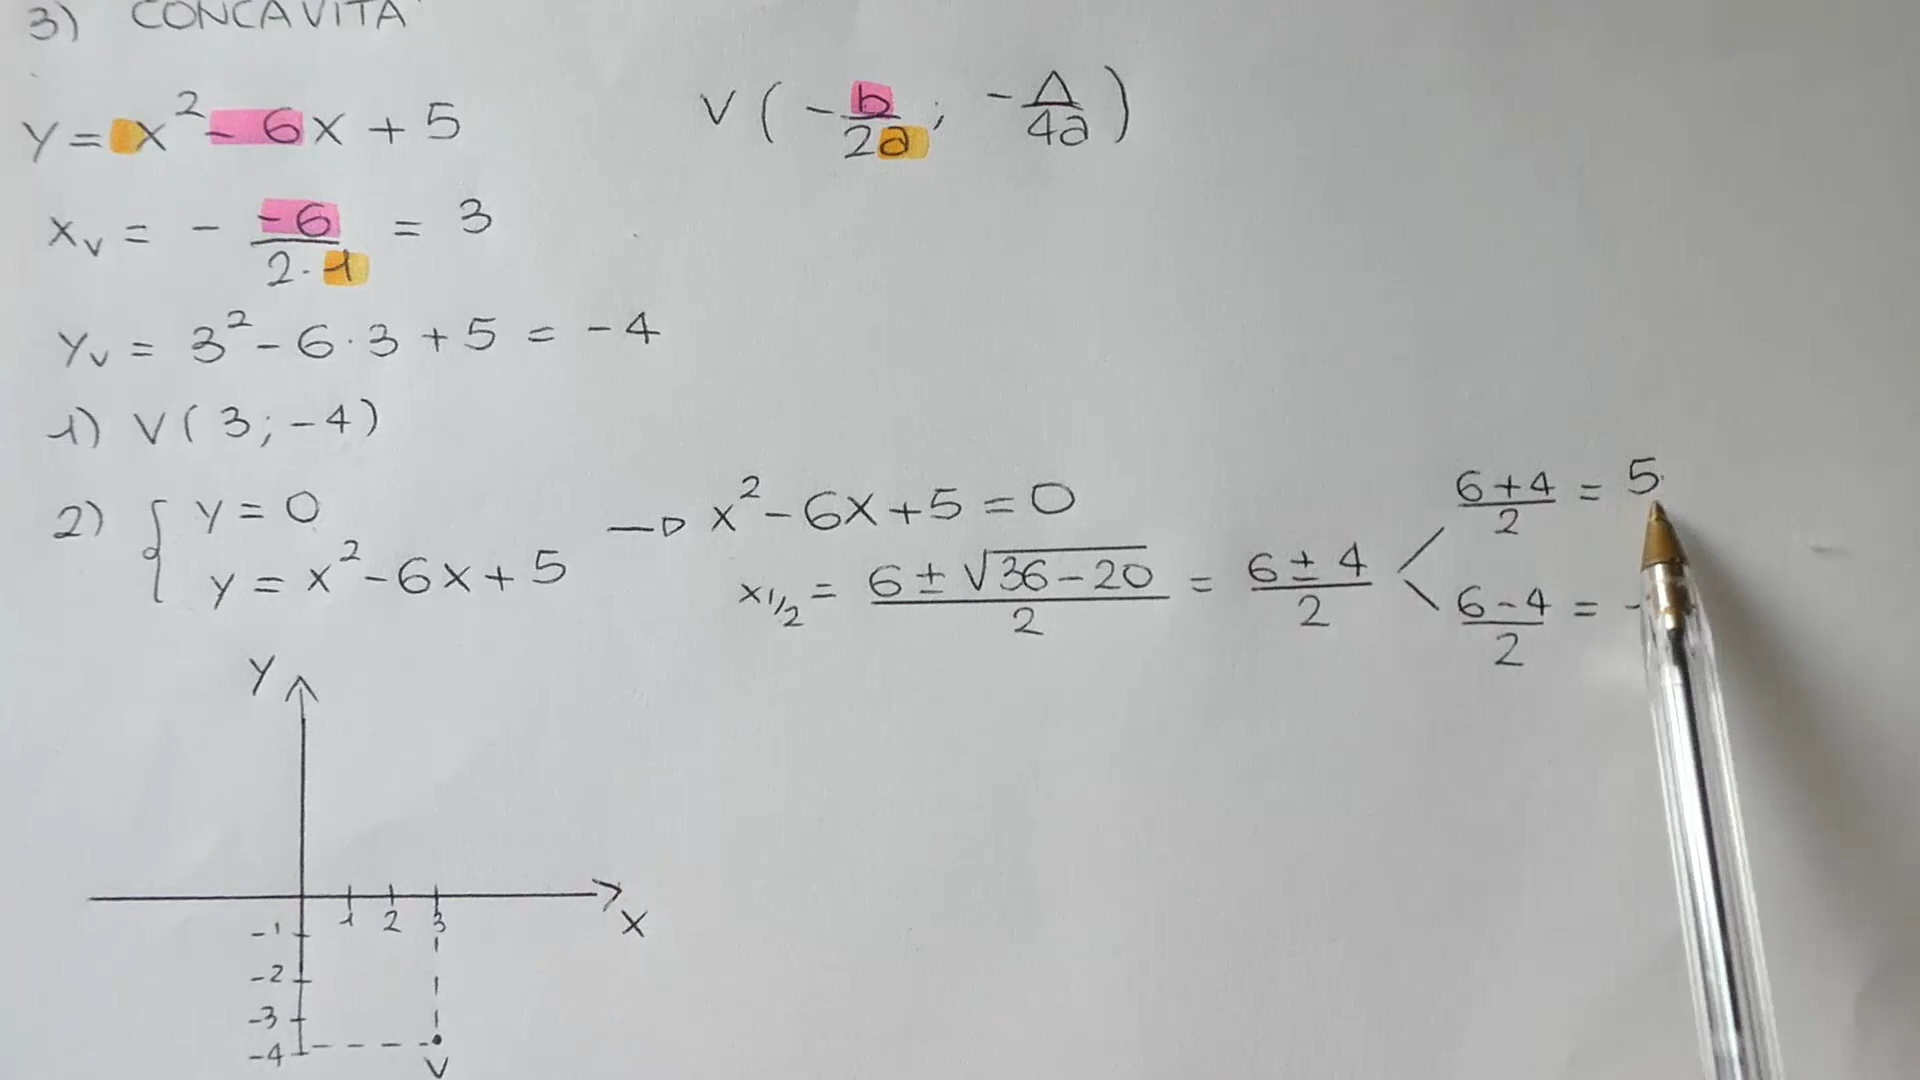 3) CONCAVITÀ
y = x² - 6x + 5
V ( - b/2a ; - Δ/4a )
xᵥ = - -6/2·1 = 3
yᵥ = 3² - 6·3 + 5 = -4
1) V ( 3 ; -4 )
2) { y = 0
y = x² - 6x + 5
→ x² - 6x + 5 = 0
x1/2 = 6 ± √36 - 20 / 2 = 6 ± 4 / 2
6 + 4 / 2 = 5
6 - 4 / 2 =
y
1 2 3
x
-1
-2
-3
-4
V